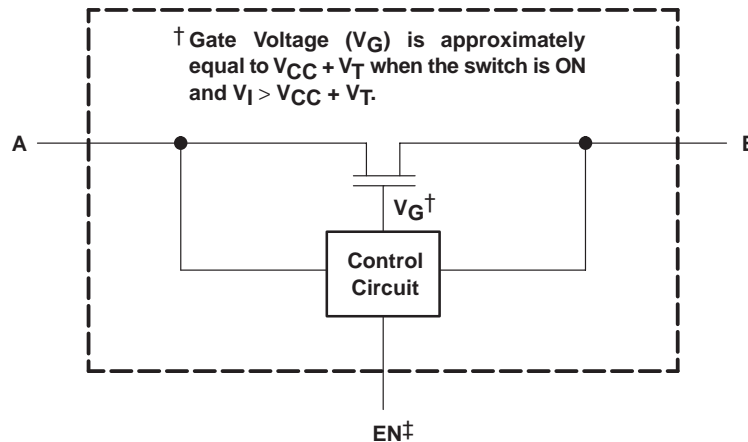 † Gate Voltage (VG) is approximately
equal to VCC + VT when the switch is ON
and VI > VCC + VT.
A
VG†
Control
Circuit
EN‡